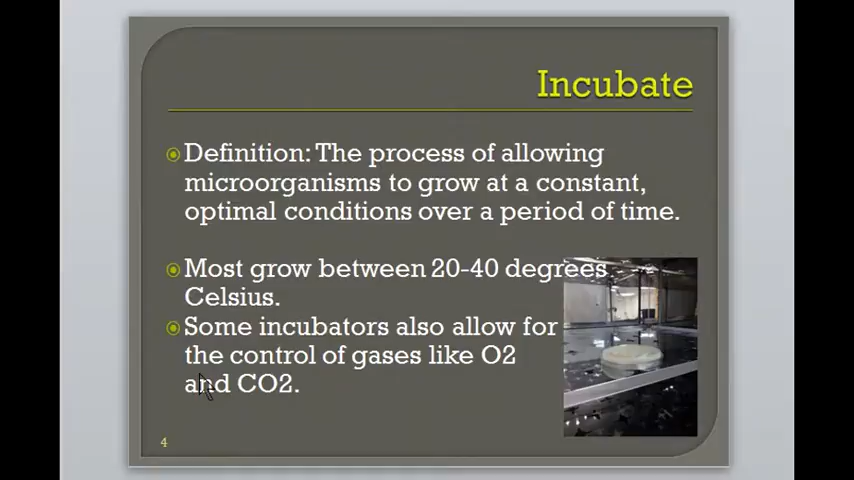 Incubate
Definition: The process of allowing
microorganisms to grow at a constant,
optimal conditions over a period of time.
Most grow between 20-40 degrees
Celsius.
Some incubators also allow for
the control of gases like O2
and CO2.
4